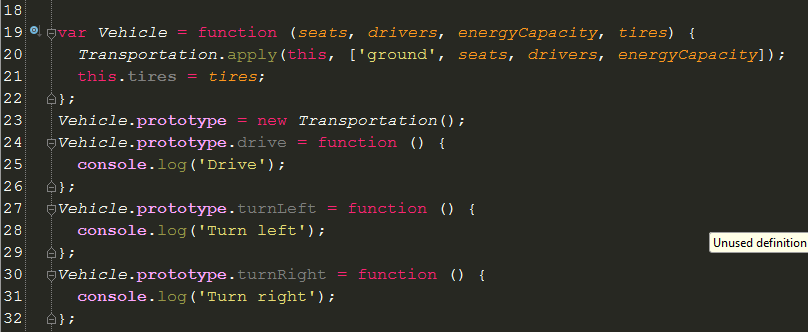 18
19 var Vehicle = function (seats, drivers, energyCapacity, tires) {
20 Transportation.apply(this, ['ground', seats, drivers, energyCapacity]);
21 this.tires = tires;
22 };
23 Vehicle.prototype = new Transportation();
24 Vehicle.prototype.drive = function () {
25 console.log('Drive');
26 };
27 Vehicle.prototype.turnLeft = function () {
28 console.log('Turn left');
Unused definition
29 };
30 Vehicle.prototype.turnRight = function () {
31 console.log('Turn right');
32 };